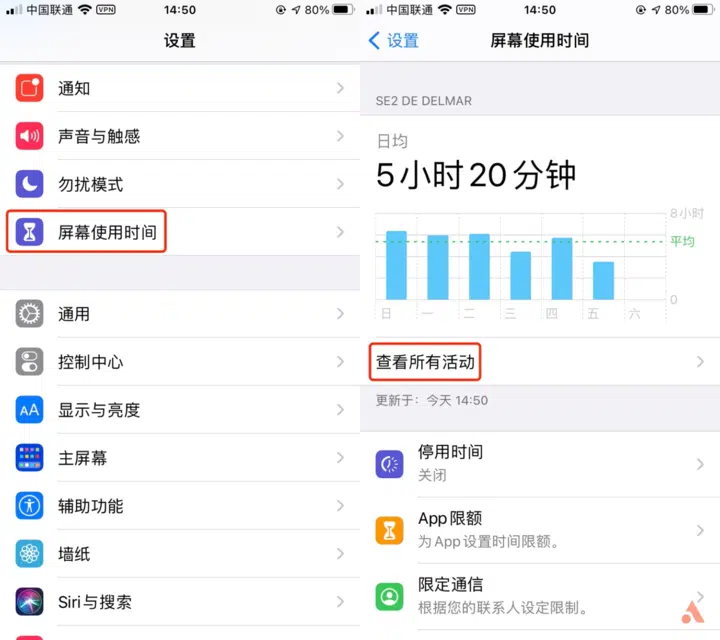 中国联通 VPN 14:50 80%
设置
通知
声音与触感
勿扰模式
屏幕使用时间
通用
控制中心
AA 显示与亮度
主屏幕
辅助功能
墙纸
Siri与搜索
中国联通 VPN 14:50 80%
设置 屏幕使用时间
SE2 DE DELMAR
日均
5小时20分钟
8小时
平均
0
日 一 二 三 四 五 六
查看所有活动
更新于：今天 14:50
停用时间
关闭
App限额
为App设置时间限额。
限定通信
根据您的联系人设定限制。